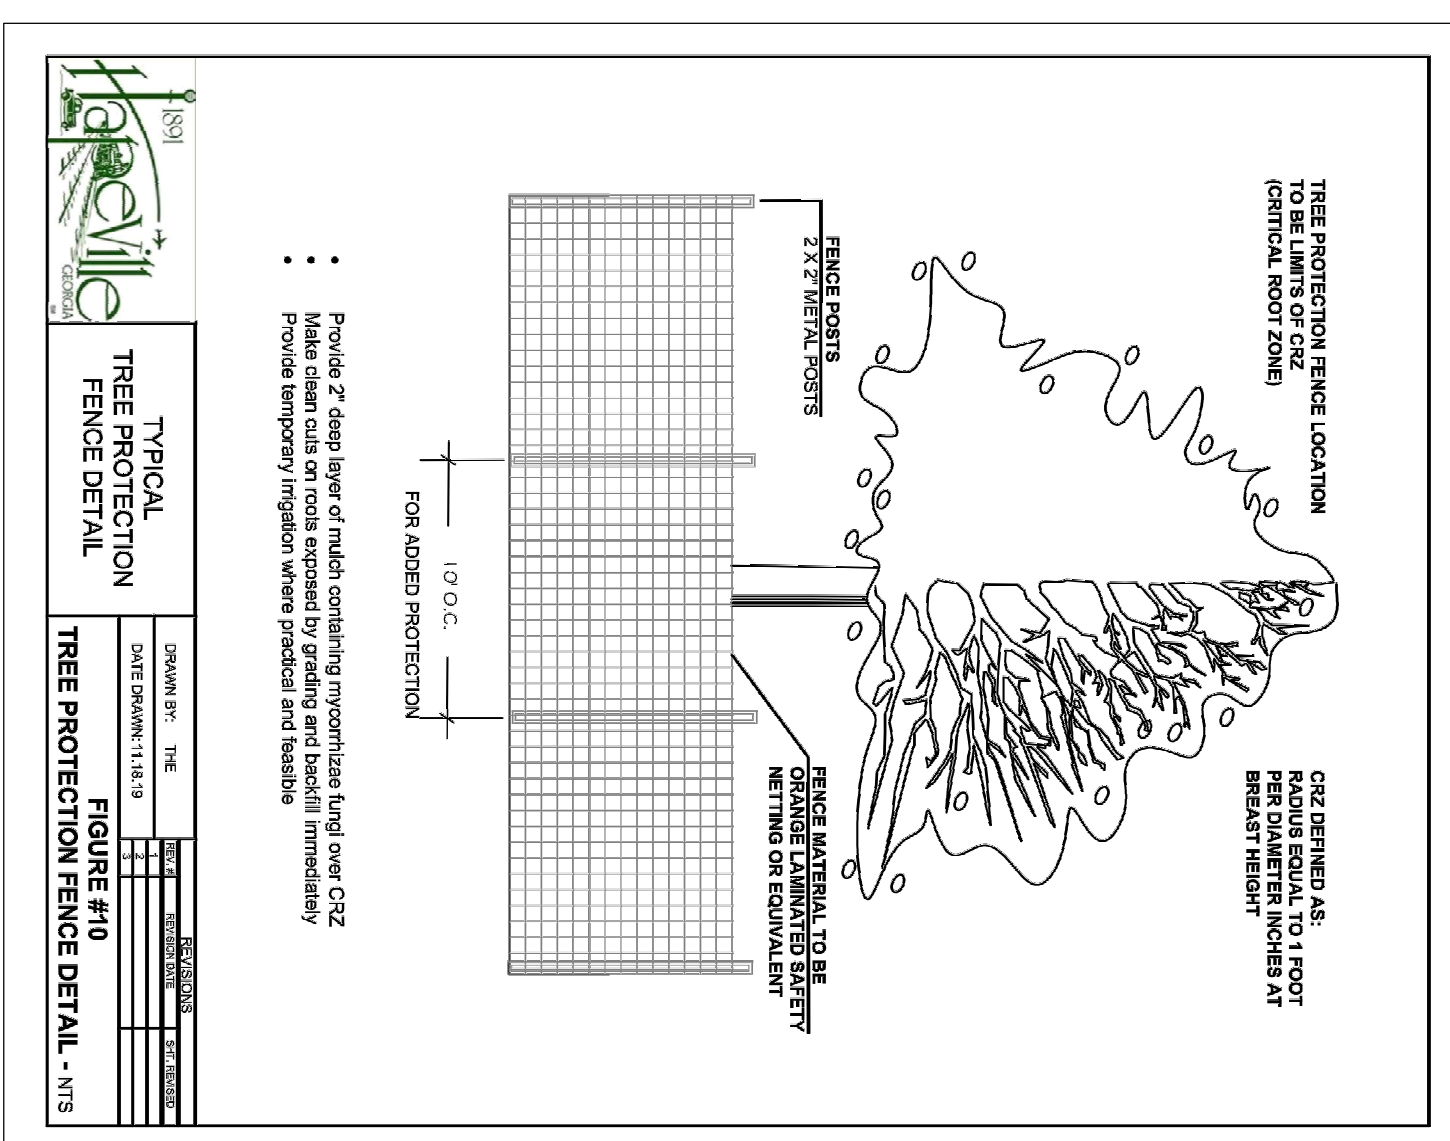 TREE PROTECTION FENCE LOCATION
TO BE LIMITS OF CRZ
(CRITICAL ROOT ZONE)
CRZ DEFINED AS:
RADIUS EQUAL TO 1 FOOT
PER DIAMETER INCHES AT
BREAST HEIGHT
FENCE POSTS
2 X 2" METAL POSTS
FENCE MATERIAL TO BE
ORANGE LAMINATED SAFETY
NETTING OR EQUIVALENT
10' O.C.
FOR ADDED PROTECTION
• Provide 2" deep layer of mulch containing mycorrhizae fungi over CRZ
• Make clean cuts on roots exposed by grading and backfill immediately
• Provide temporary irrigation where practical and feasible
1891
Hapeville
GEORGIA
TYPICAL
TREE PROTECTION
FENCE DETAIL
DRAWN BY: THE
DATE DRAWN:11.18.19
REVISIONS
REV. # REVISION DATE SHT. REVISED
1
2
3
FIGURE #10
TREE PROTECTION FENCE DETAIL - NTS